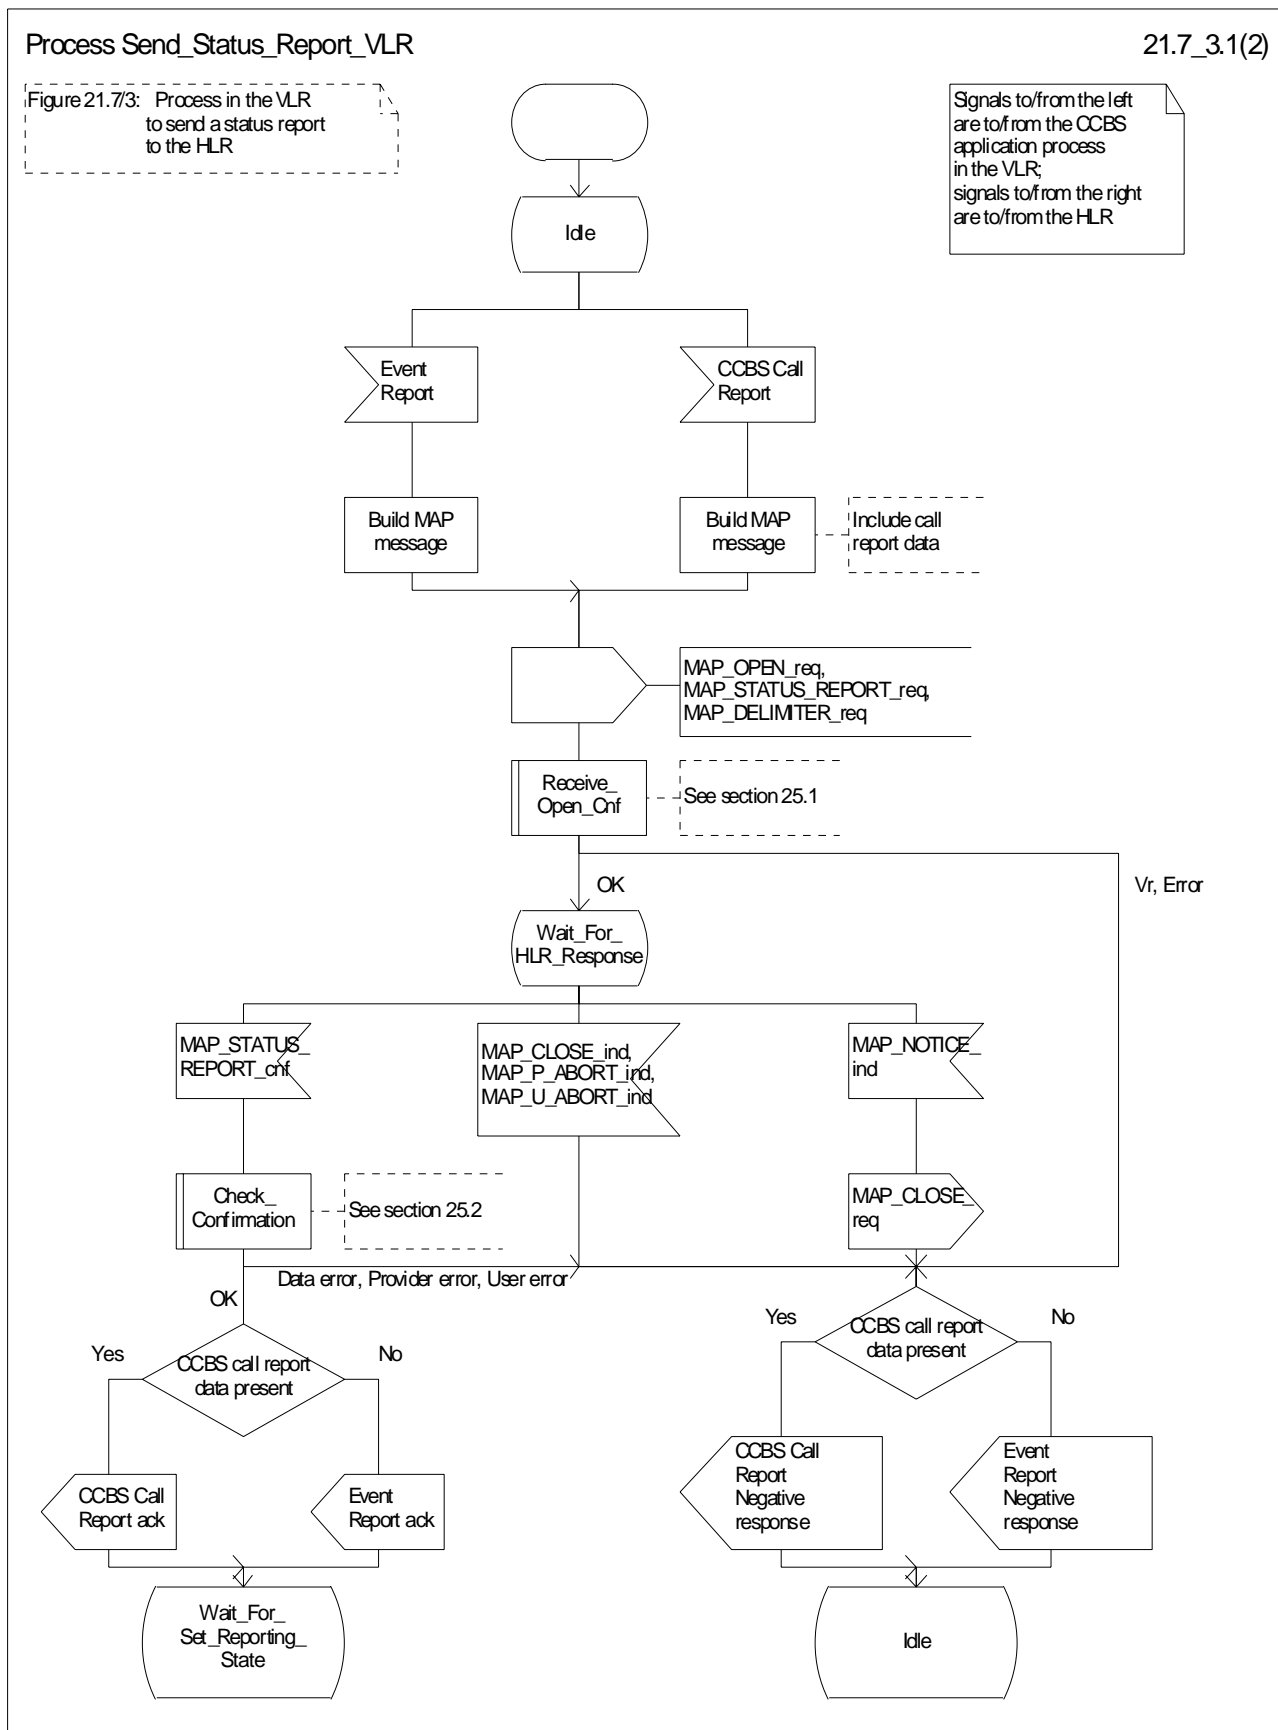 Process Send_Status_Report_VLR
21.7_3.1(2)
Figure 21.7/3: Process in the VLR
to send a status report
to the HLR
Signals to/from the left
are to/from the CCBS
application process
in the VLR;
signals to/from the right
are to/from the HLR
Idle
Event
Report
CCBS Call
Report
Build MAP
message
Build MAP
message
Include call
report data
MAP_OPEN_req,
MAP_STATUS_REPORT_req,
MAP_DELIMITER_req
Receive_
Open_Cnf
See section 25.1
OK
Vr, Error
Wait_For_
HLR_Response
MAP_STATUS_
REPORT_cnf
MAP_CLOSE_ind,
MAP_P_ABORT_ind,
MAP_U_ABORT_ind
MAP_NOTICE_
ind
Check_
Confirmation
See section 25.2
MAP_CLOSE_
req
Data error, Provider error, User error
OK
Yes
CCBS call report
data present
No
Yes
CCBS call report
data present
No
CCBS Call
Report ack
Event
Report ack
CCBS Call
Report
Negative
response
Event
Report
Negative
response
Wait_For_
Set_Reporting_
State
Idle